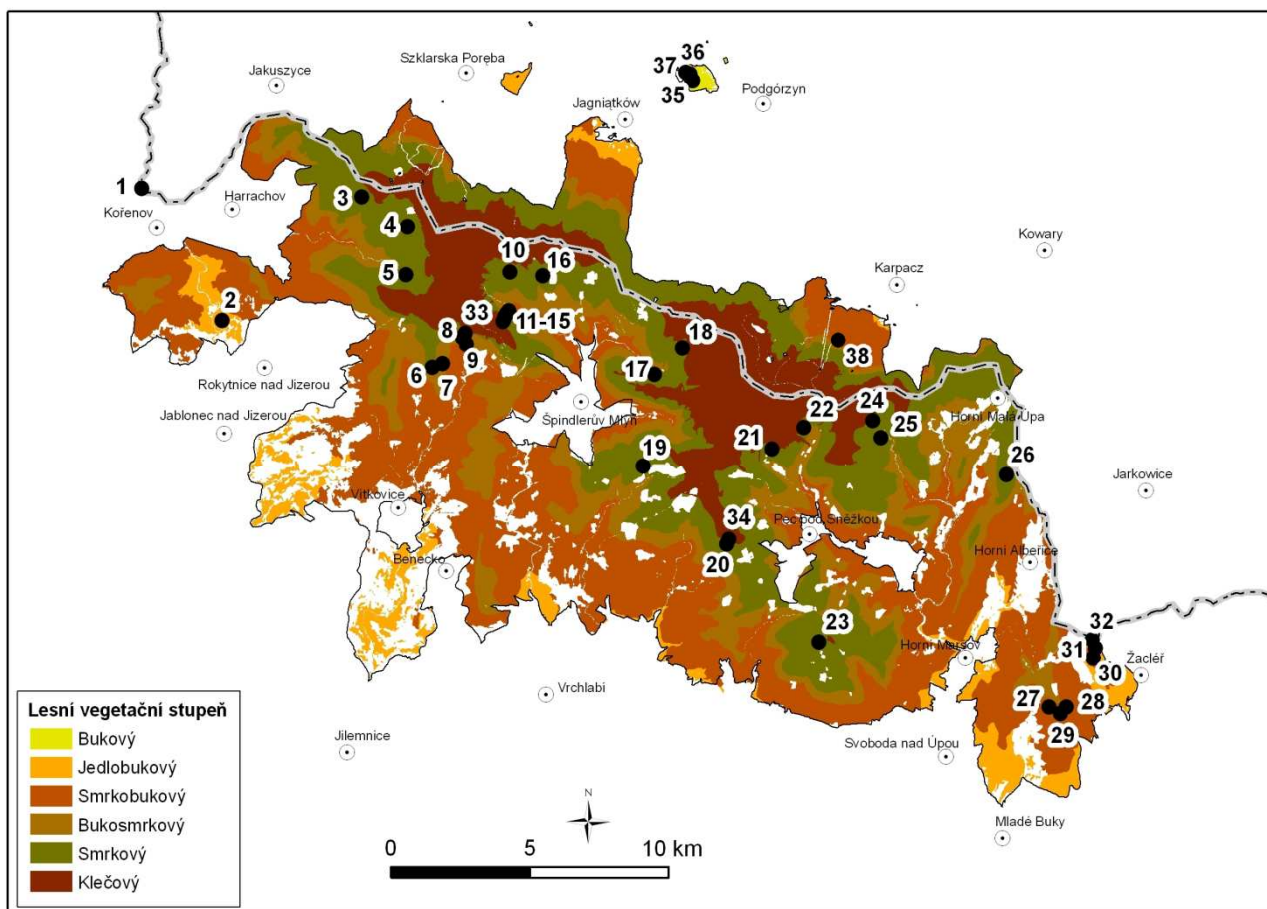 Szklarska Poręba
36
37
Jakuszyce
35
Podgórzyn
Jagniątków
1
3
Harrachov
Kořenov
4
Kowary
10
16
5
Karpacz
2
33
8
11-15
18
38
9
Rokytnice nad Jizerou
6
7
17
Jablonec nad Jizerou
Špindlerův Mlýn
22
24
Horní Malá Úpa
25
21
19
26
Jarkowice
Vítkovice
34
Pec pod Sněžkou
20
Benecko
Horní Albeřice
23
32
31
Horní Maršov
30
Žacléř
Vrchlabí
27
28
29
Jilemnice
Svoboda nad Úpou
Mladé Buky
Lesní vegetační stupeň
Bukový
Jedlobukový
Smrkobukový
Bukosmrkový
Smrkový
Klečový
N
0 5 10 km